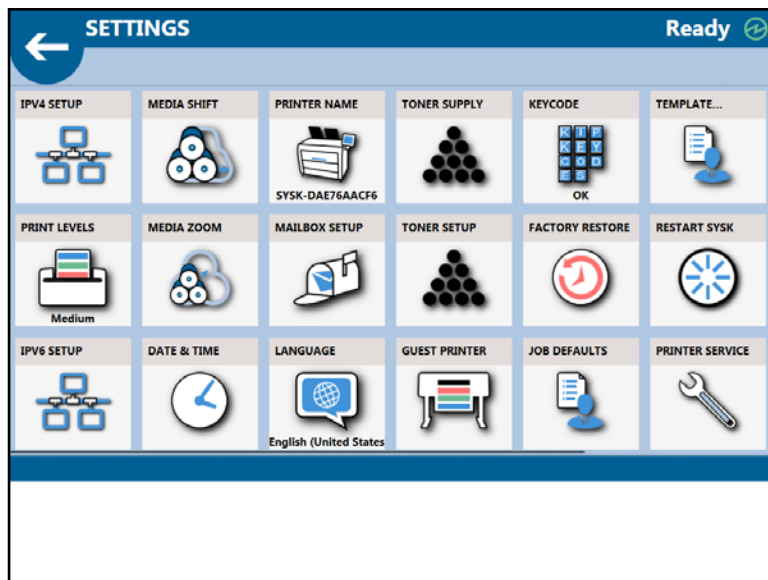 SETTINGS
Ready
IPV4 SETUP
MEDIA SHIFT
PRINTER NAME
TONER SUPPLY
KEYCODE
TEMPLATE...
K I P
K E Y
C O D
E S
SYSK-DAE76AACF6
OK
PRINT LEVELS
MEDIA ZOOM
MAILBOX SETUP
TONER SETUP
FACTORY RESTORE
RESTART SYSK
Medium
IPV6 SETUP
DATE & TIME
LANGUAGE
GUEST PRINTER
JOB DEFAULTS
PRINTER SERVICE
English (United States